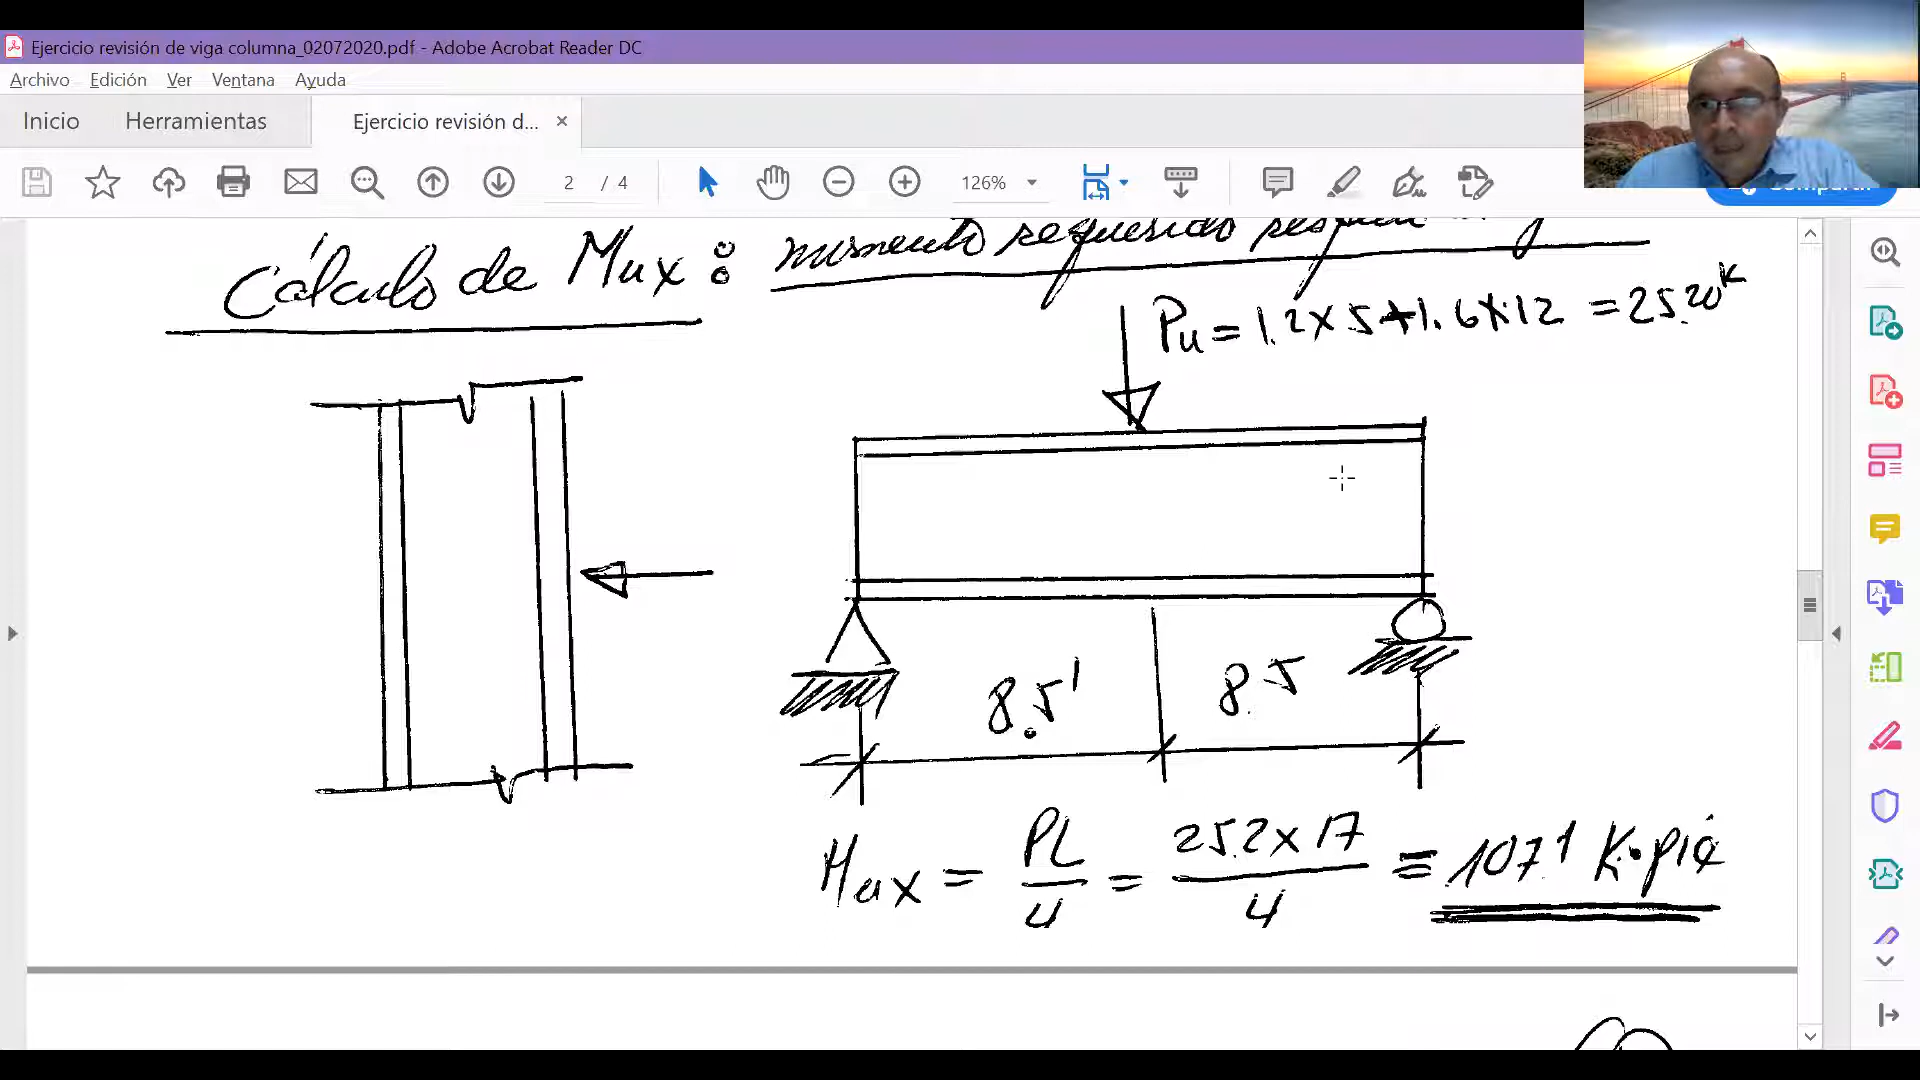 Ejercicio revisión de viga columna_02072020.pdf - Adobe Acrobat Reader DC
Archivo Edición Ver Ventana Ayuda
Inicio Herramientas Ejercicio revisión d... ×
2 / 4 126%
Cálculo de Mux : momento requerido
Pu = 1.2x5+1.6x12 = 25.20K
8.5' 8.5
Mux = PL/4 = 25.2x17/4 = 107.1 K·pie